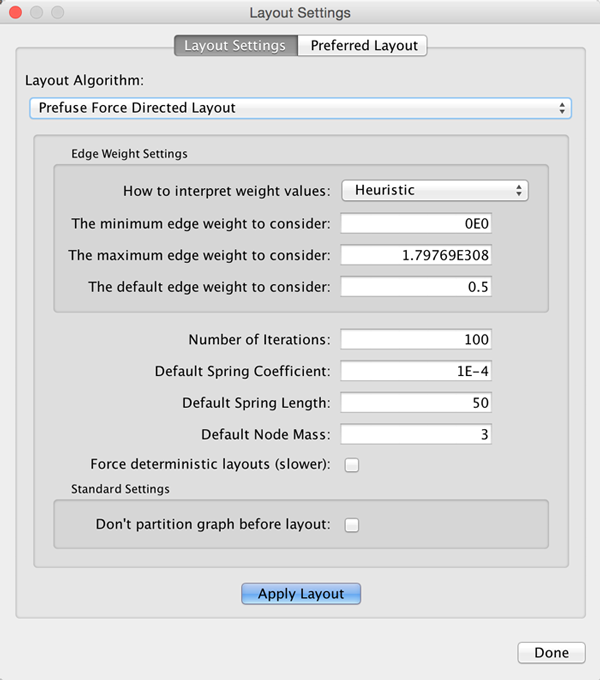 Layout Settings
Layout Settings Preferred Layout
Layout Algorithm:
Prefuse Force Directed Layout
Edge Weight Settings
How to interpret weight values: Heuristic
The minimum edge weight to consider: 0E0
The maximum edge weight to consider: 1.79769E308
The default edge weight to consider: 0.5
Number of Iterations: 100
Default Spring Coefficient: 1E-4
Default Spring Length: 50
Default Node Mass: 3
Force deterministic layouts (slower):
Standard Settings
Don't partition graph before layout:
Apply Layout
Done